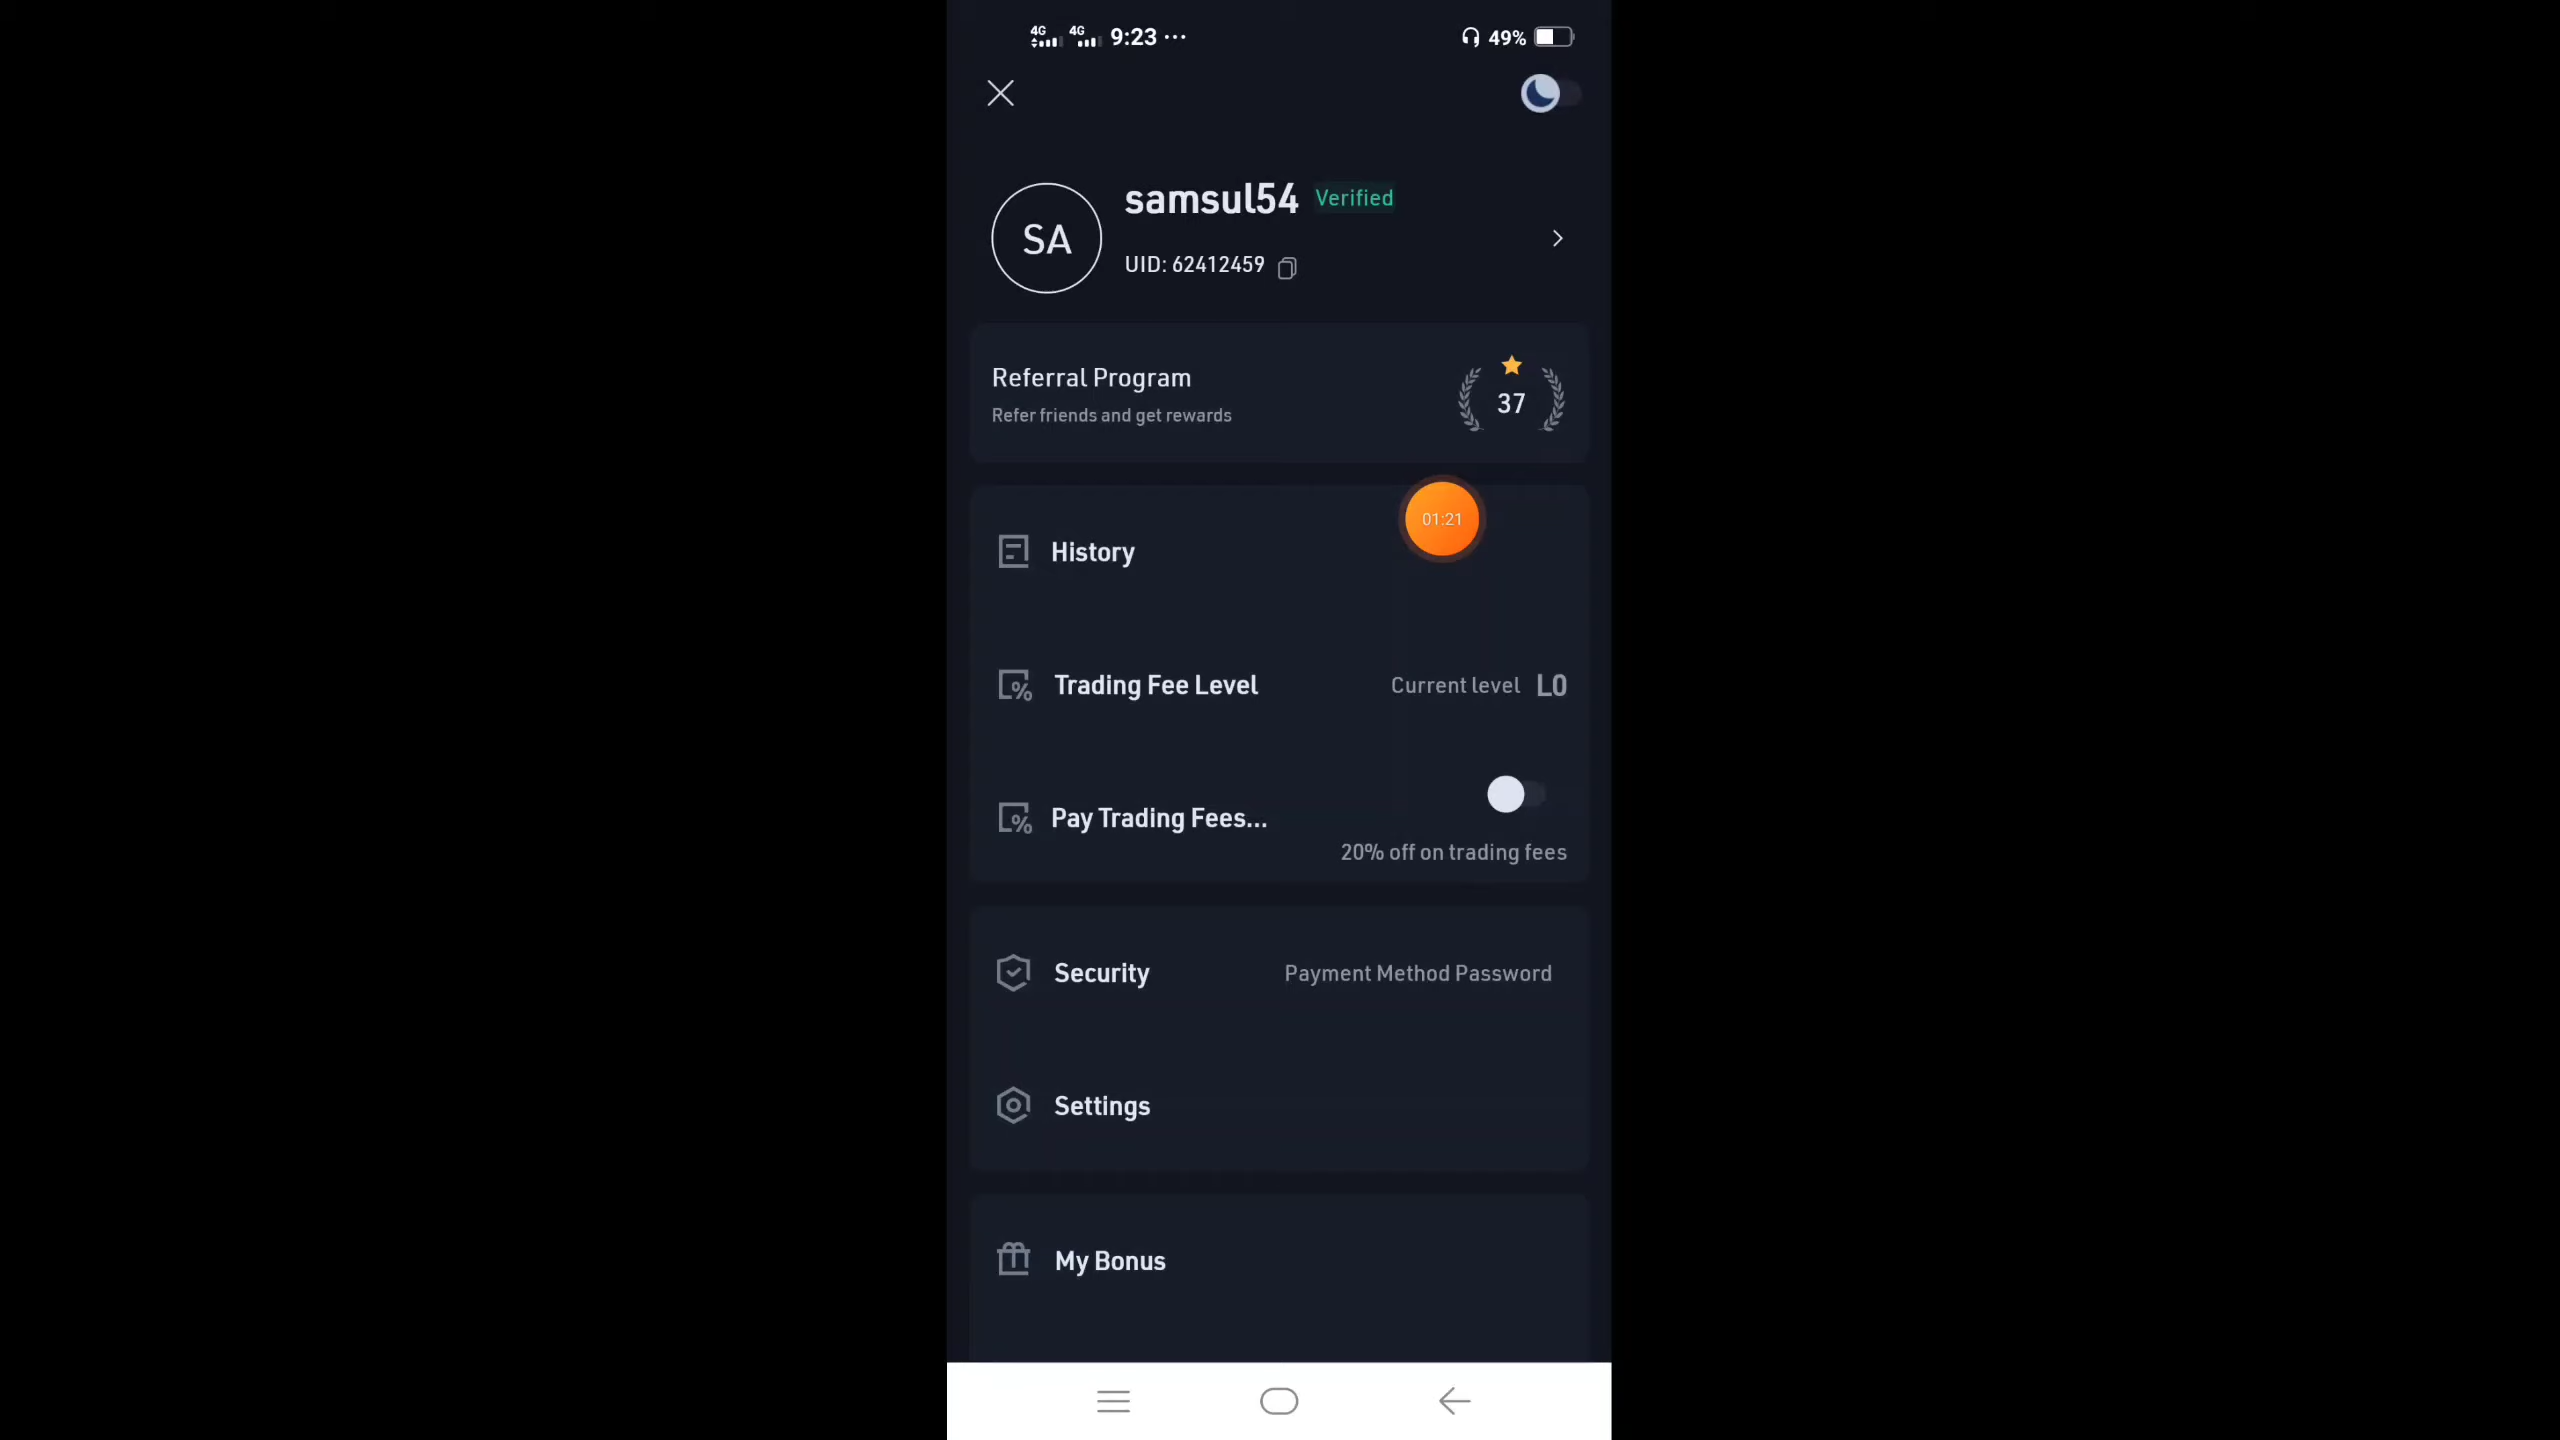 4G 4G 9:23 ... 49%
samsul54 Verified
SA
UID: 62412459
Referral Program
Refer friends and get rewards
37
01:21
History
Trading Fee Level Current level L0
Pay Trading Fees...
20% off on trading fees
Security Payment Method Password
Settings
My Bonus